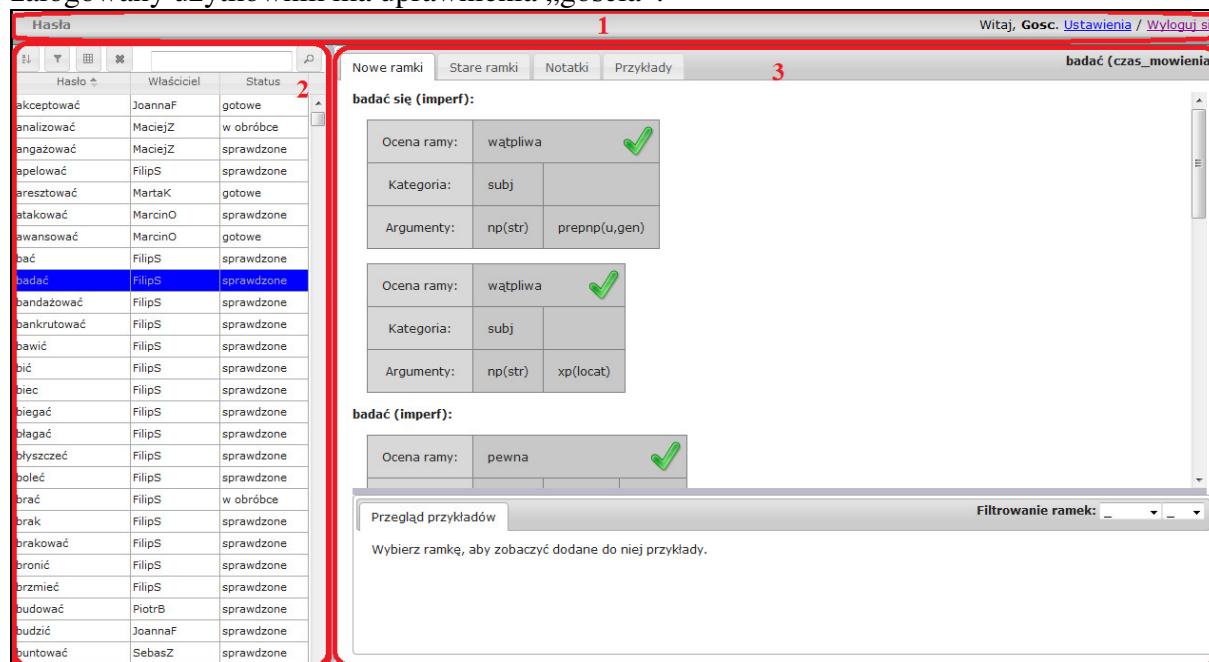 zalogowany użytkownik ma uprawnienia „gościa”.
Hasła
1
Witaj, Gosc. Ustawienia / Wyloguj si
2
Hasło Właściciel Status
akceptować JoannaF gotowe
analizować MaciejZ w obróbce
angażować MaciejZ sprawdzone
apelować FilipS sprawdzone
aresztować MartaK gotowe
atakować MarcinO sprawdzone
awansować MarcinO gotowe
bać FilipS sprawdzone
badać FilipS sprawdzone
bandażować FilipS sprawdzone
bankrutować FilipS sprawdzone
bawić FilipS sprawdzone
bić FilipS sprawdzone
biec FilipS sprawdzone
biegać FilipS sprawdzone
błagać FilipS sprawdzone
błyszczeć FilipS sprawdzone
boleć FilipS sprawdzone
brać FilipS w obróbce
brak FilipS sprawdzone
brakować FilipS sprawdzone
bronić FilipS sprawdzone
brzmieć FilipS sprawdzone
budować PiotrB sprawdzone
budzić JoannaF sprawdzone
buntować SebasZ sprawdzone
Nowe ramki Stare ramki Notatki Przykłady
3
badać (czas_mowienia
badać się (imperf):
Ocena ramy: wątpliwa
Kategoria: subj
Argumenty: np(str) prepnp(u,gen)
Ocena ramy: wątpliwa
Kategoria: subj
Argumenty: np(str) xp(locat)
badać (imperf):
Ocena ramy: pewna
Przegląd przykładów
Filtrowanie ramek: _ _
Wybierz ramkę, aby zobaczyć dodane do niej przykłady.